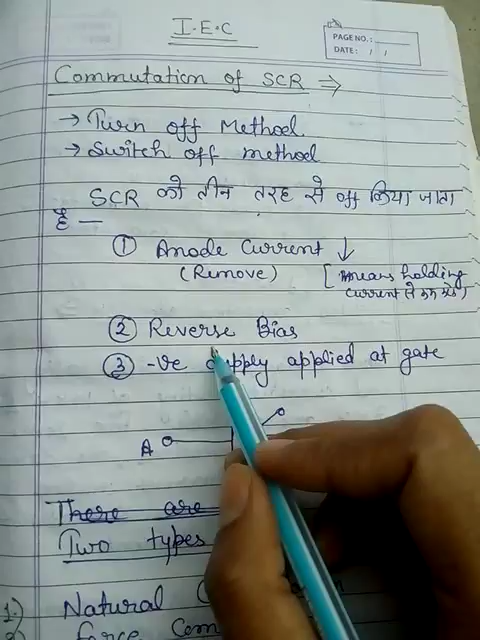 I.E.C
PAGE NO.:
DATE: / /
Commutation of SCR ⇒
→ Turn off Method
→ Switch off method
SCR को तीन तरह से off किया जाता
है —
① Anode Current ↓
(Remove) [means holding
current से कम करके]
② Reverse Bias
③ -ve supply applied at gate
A
There are
Two types
1.) Natural
2) force Com